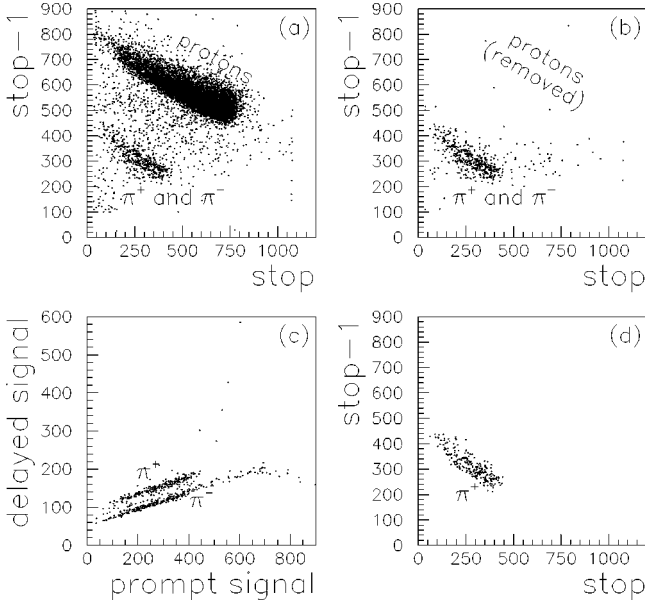 900
800
700
600
500
400
300
200
100
0
stop−1
(a)
protons
π+ and π−
0 250 500 750 1000
stop
900
800
700
600
500
400
300
200
100
0
stop−1
(b)
protons
(removed)
π+ and π−
0 250 500 750 1000
stop
600
500
400
300
200
100
0
delayed signal
(c)
π+
π−
0 200 400 600 800
prompt signal
900
800
700
600
500
400
300
200
100
0
stop−1
(d)
π+
0 250 500 750 1000
stop